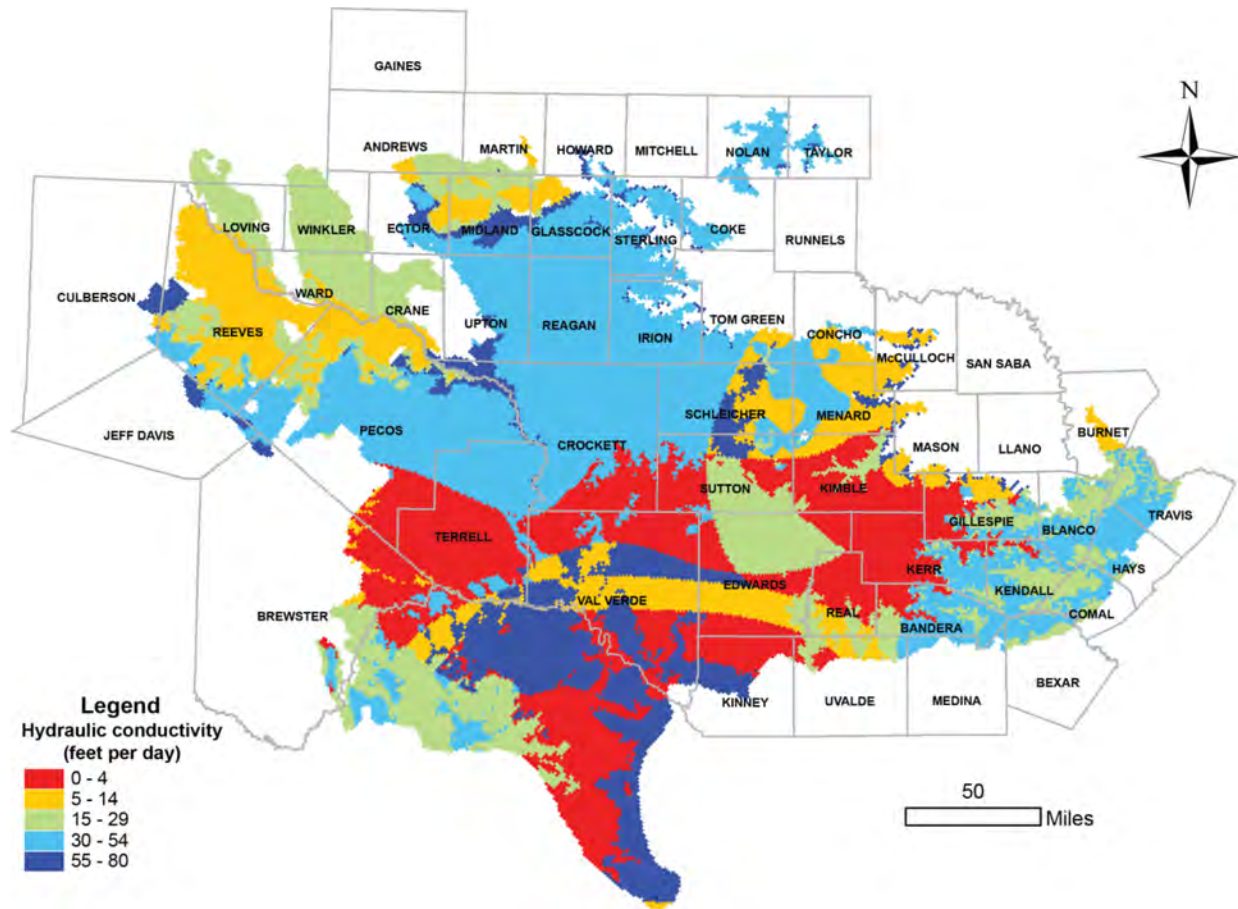 GAINES
N
ANDREWS
MARTIN
HOWARD
MITCHELL
NOLAN
TAYLOR
LOVING
WINKLER
ECTOR
MIDLAND
GLASSCOCK
STERLING
COKE
RUNNELS
CULBERSON
REEVES
WARD
CRANE
UPTON
REAGAN
IRION
TOM GREEN
CONCHO
McCULLOCH
SAN SABA
JEFF DAVIS
PECOS
CROCKETT
SCHLEICHER
MENARD
MASON
LLANO
BURNET
TERRELL
SUTTON
KIMBLE
GILLESPIE
BLANCO
TRAVIS
BREWSTER
VAL VERDE
EDWARDS
REAL
KERR
KENDALL
HAYS
BANDERA
COMAL
KINNEY
UVALDE
MEDINA
BEXAR
Legend
Hydraulic conductivity
(feet per day)
0 - 4
5 - 14
15 - 29
30 - 54
55 - 80
50
Miles